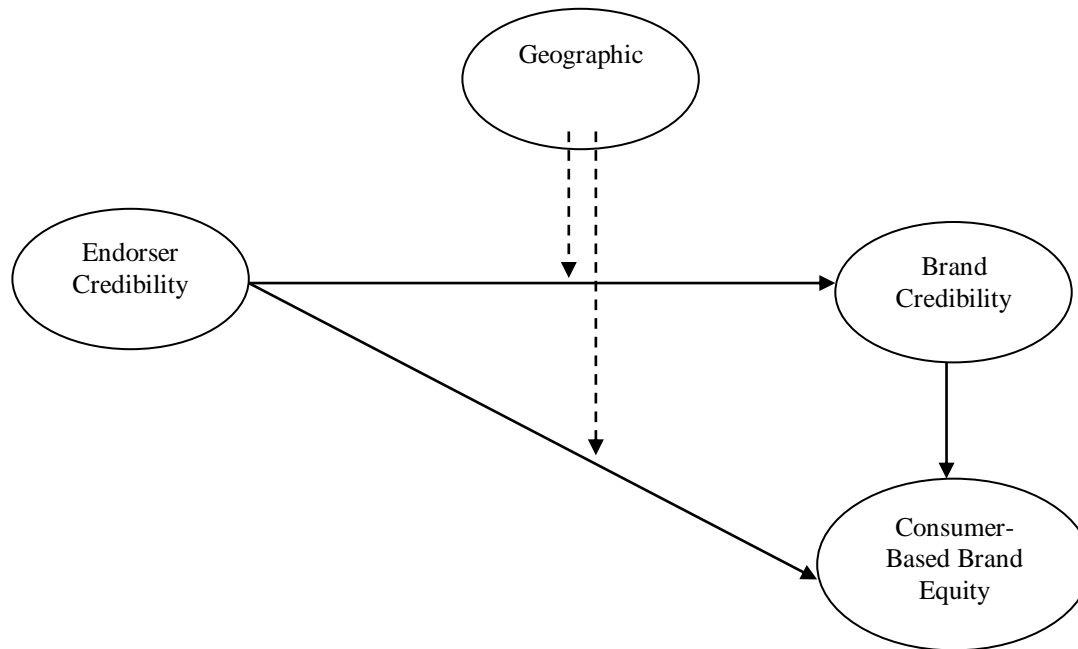 Geographic
Endorser
Credibility
Brand
Credibility
Consumer-
Based Brand
Equity